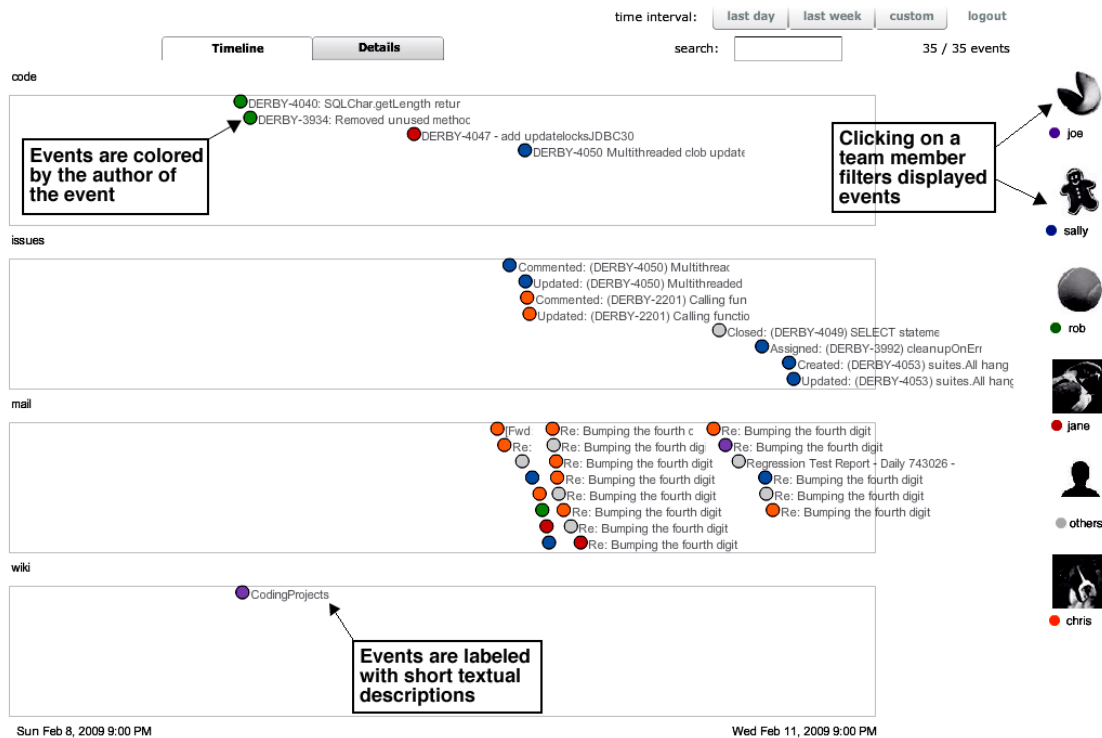 time interval: last day last week custom logout
Timeline Details search: 35 / 35 events
code
DERBY-4040: SQLChar.getLength retur
DERBY-3934: Removed unused method
DERBY-4047 - add updatelocksJDBC30
DERBY-4050 Multithreaded clob update
Events are colored
by the author of
the event
Clicking on a
team member
filters displayed
events
joe
sally
rob
jane
others
chris
issues
Commented: (DERBY-4050) Multithreac
Updated: (DERBY-4050) Multithreaded
Commented: (DERBY-2201) Calling fun
Updated: (DERBY-2201) Calling functio
Closed: (DERBY-4049) SELECT stateme
Assigned: (DERBY-3992) cleanupOnErr
Created: (DERBY-4053) suites.All hang
Updated: (DERBY-4053) suites.All hang
mail
[Fwd: Re: Bumping the fourth c Re: Bumping the fourth digit
Re: Re: Bumping the fourth dig Re: Bumping the fourth digit
Re: Bumping the fourth digit Regression Test Report - Daily 743026 -
Re: Bumping the fourth digit Re: Bumping the fourth digit
Re: Bumping the fourth digit Re: Bumping the fourth digit
Re: Bumping the fourth digit Re: Bumping the fourth digit
Re: Bumping the fourth digit
Re: Bumping the fourth digit
wiki
CodingProjects
Events are labeled
with short textual
descriptions
Sun Feb 8, 2009 9:00 PM Wed Feb 11, 2009 9:00 PM